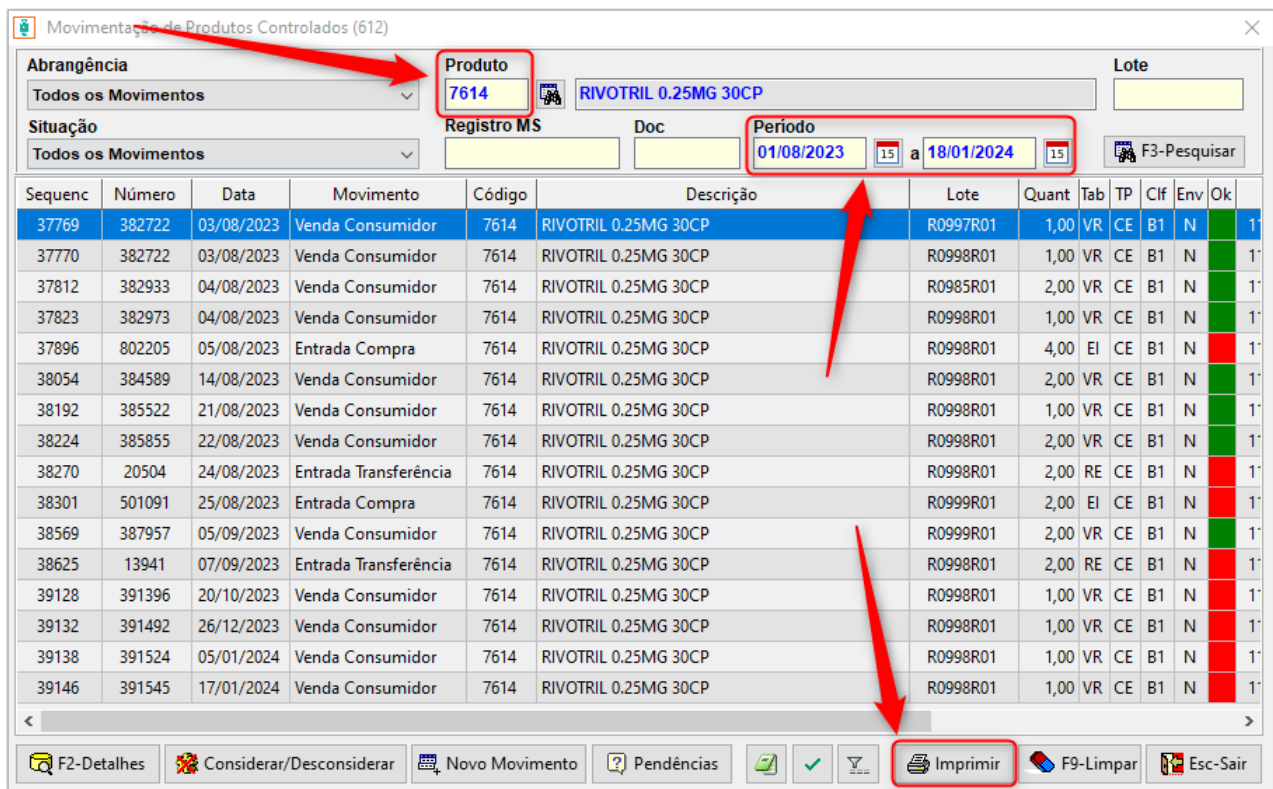 Movimentação de Produtos Controlados (612)
Abrangência Produto Lote
Todos os Movimentos 7614 RIVOTRIL 0.25MG 30CP
Situação Registro MS Doc Período
Todos os Movimentos 01/08/2023 15 a 18/01/2024 15 F3-Pesquisar
Sequenc Número Data Movimento Código Descrição Lote Quant Tab TP Clf Env Ok
37769 382722 03/08/2023 Venda Consumidor 7614 RIVOTRIL 0.25MG 30CP R0997R01 1,00 VR CE B1 N
37770 382722 03/08/2023 Venda Consumidor 7614 RIVOTRIL 0.25MG 30CP R0998R01 1,00 VR CE B1 N
37812 382933 04/08/2023 Venda Consumidor 7614 RIVOTRIL 0.25MG 30CP R0985R01 2,00 VR CE B1 N
37823 382973 04/08/2023 Venda Consumidor 7614 RIVOTRIL 0.25MG 30CP R0998R01 1,00 VR CE B1 N
37896 802205 05/08/2023 Entrada Compra 7614 RIVOTRIL 0.25MG 30CP R0998R01 4,00 EI CE B1 N
38054 384589 14/08/2023 Venda Consumidor 7614 RIVOTRIL 0.25MG 30CP R0998R01 2,00 VR CE B1 N
38192 385522 21/08/2023 Venda Consumidor 7614 RIVOTRIL 0.25MG 30CP R0998R01 1,00 VR CE B1 N
38224 385855 22/08/2023 Venda Consumidor 7614 RIVOTRIL 0.25MG 30CP R0998R01 2,00 VR CE B1 N
38270 20504 24/08/2023 Entrada Transferência 7614 RIVOTRIL 0.25MG 30CP R0998R01 2,00 RE CE B1 N
38301 501091 25/08/2023 Entrada Compra 7614 RIVOTRIL 0.25MG 30CP R0999R01 2,00 EI CE B1 N
38569 387957 05/09/2023 Venda Consumidor 7614 RIVOTRIL 0.25MG 30CP R0999R01 2,00 VR CE B1 N
38625 13941 07/09/2023 Entrada Transferência 7614 RIVOTRIL 0.25MG 30CP R0998R01 2,00 RE CE B1 N
39128 391396 20/10/2023 Venda Consumidor 7614 RIVOTRIL 0.25MG 30CP R0998R01 1,00 VR CE B1 N
39132 391492 26/12/2023 Venda Consumidor 7614 RIVOTRIL 0.25MG 30CP R0998R01 1,00 VR CE B1 N
39138 391524 05/01/2024 Venda Consumidor 7614 RIVOTRIL 0.25MG 30CP R0998R01 1,00 VR CE B1 N
39146 391545 17/01/2024 Venda Consumidor 7614 RIVOTRIL 0.25MG 30CP R0998R01 1,00 VR CE B1 N
F2-Detalhes Considerar/Desconsiderar Novo Movimento Pendências Imprimir F9-Limpar Esc-Sair